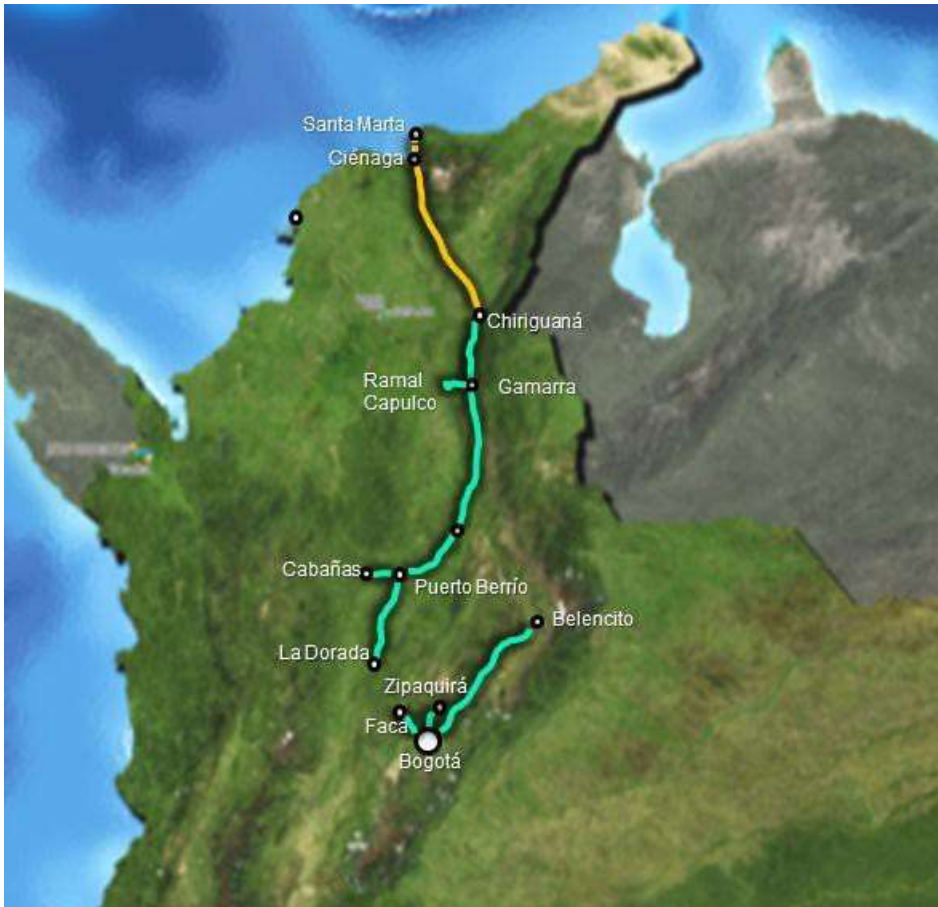 Santa Marta
Ciénaga
Chiriguaná
Ramal
Capulco
Gamarra
Cabañas
Puerto Berrío
Belencito
La Dorada
Zipaquirá
Faca
Bogotá